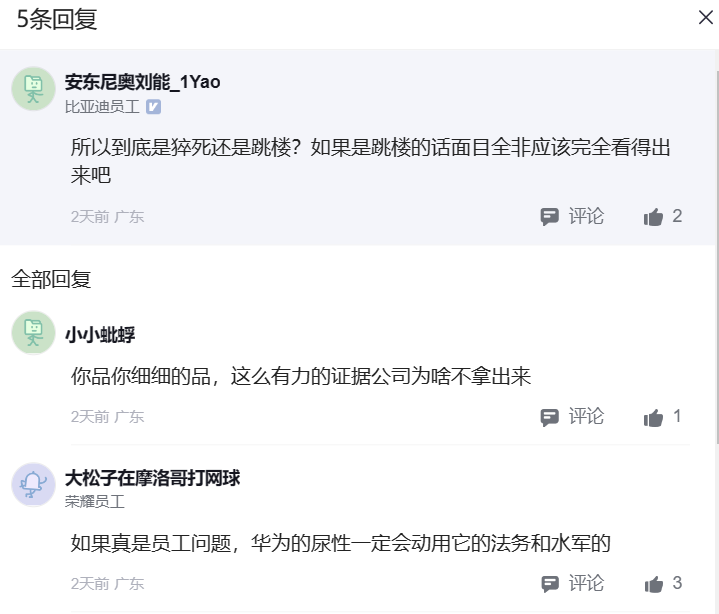 5条回复
安东尼奥刘能_1Yao
比亚迪员工
所以到底是猝死还是跳楼？如果是跳楼的话面目全非应该完全看得出
来吧
2天前 广东 评论 2
全部回复
小小蚍蜉
你品你细细的品，这么有力的证据公司为啥不拿出来
2天前 广东 评论 1
大松子在摩洛哥打网球
荣耀员工
如果真是员工问题，华为的尿性一定会动用它的法务和水军的
2天前 广东 评论 3